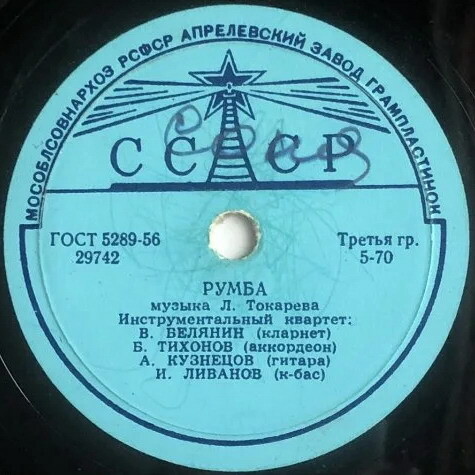 МОСОБЛСОВНАРХОЗ РСФСР АПРЕЛЕВСКИЙ ЗАВОД ГРАМПЛАСТИНОК
СССР
ГОСТ 5289-56
29742
Третья гр.
5-70
РУМБА
музыка Л. Токарева
Инструментальный квартет:
В. БЕЛЯНИН (кларнет)
Б. ТИХОНОВ (аккордеон)
А. КУЗНЕЦОВ (гитара)
И. ЛИВАНОВ (к-бас)